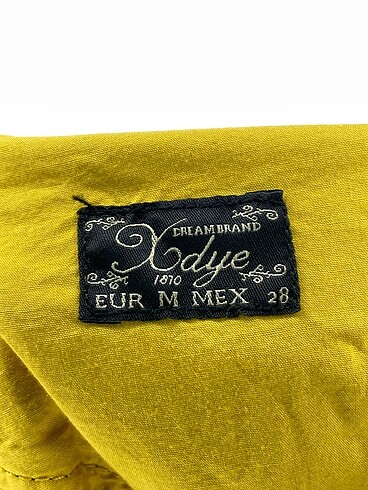 DREAMBRAND
Xdye
1870
EUR M MEX 28